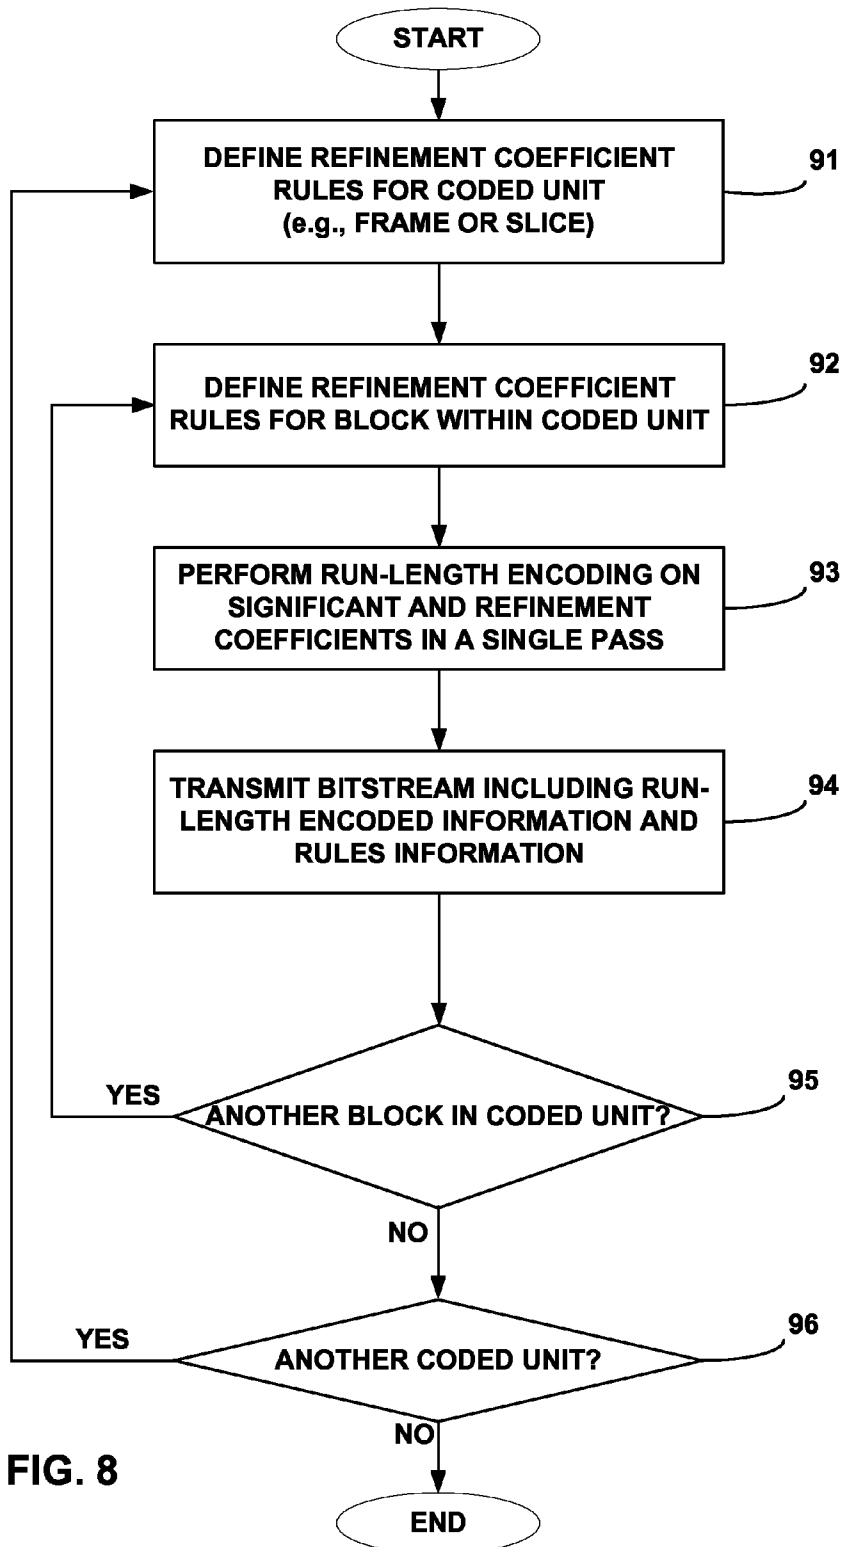 START
DEFINE REFINEMENT COEFFICIENT
RULES FOR CODED UNIT
(e.g., FRAME OR SLICE)
91
DEFINE REFINEMENT COEFFICIENT
RULES FOR BLOCK WITHIN CODED UNIT
92
PERFORM RUN-LENGTH ENCODING ON
SIGNIFICANT AND REFINEMENT
COEFFICIENTS IN A SINGLE PASS
93
TRANSMIT BITSTREAM INCLUDING RUN-
LENGTH ENCODED INFORMATION AND
RULES INFORMATION
94
YES
ANOTHER BLOCK IN CODED UNIT?
95
NO
YES
ANOTHER CODED UNIT?
96
NO
FIG. 8
END